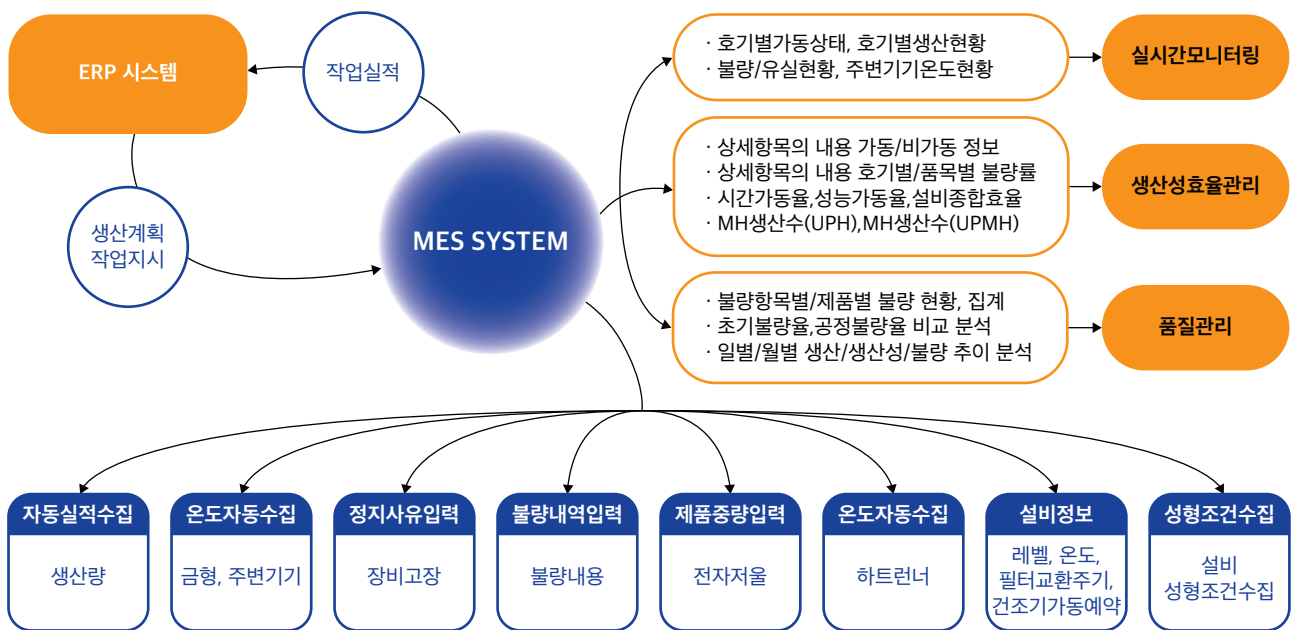 ERP 시스템
작업실적
생산계획
작업지시
MES SYSTEM
· 호기별가동상태, 호기별생산현황
· 불량/유실현황, 주변기기온도현황
실시간모니터링
· 상세항목의 내용 가동/비가동 정보
· 상세항목의 내용 호기별/품목별 불량률
· 시간가동율,성능가동율,설비종합효율
· MH생산수(UPH),MH생산수(UPMH)
생산성효율관리
· 불량항목별/제품별 불량 현황, 집계
· 초기불량율,공정불량율 비교 분석
· 일별/월별 생산/생산성/불량 추이 분석
품질관리
자동실적수집
생산량
온도자동수집
금형, 주변기기
정지사유입력
장비고장
불량내역입력
불량내용
제품중량입력
전자저울
온도자동수집
하트런너
설비정보
레벨, 온도,
필터교환주기,
건조기가동예약
성형조건수집
설비
성형조건수집